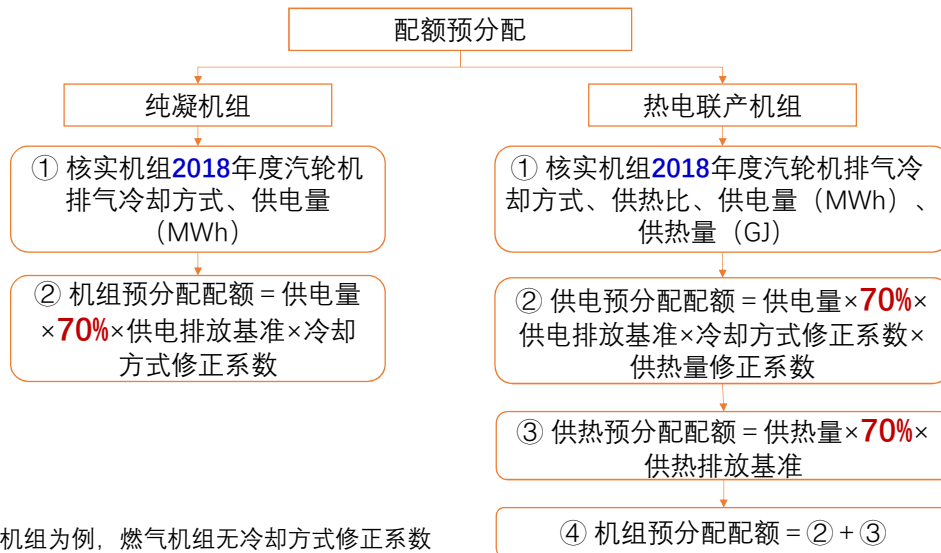 配额预分配
纯凝机组
① 核实机组2018年度汽轮机
排气冷却方式、供电量
（MWh）
② 机组预分配配额＝供电量
×70%×供电排放基准×冷却
方式修正系数
热电联产机组
① 核实机组2018年度汽轮机排气冷
却方式、供热比、供电量（MWh）、
供热量（GJ）
② 供电预分配配额＝供电量×70%×
供电排放基准×冷却方式修正系数×
供热量修正系数
③ 供热预分配配额＝供热量×70%×
供热排放基准
④ 机组预分配配额＝②＋③
机组为例，燃气机组无冷却方式修正系数